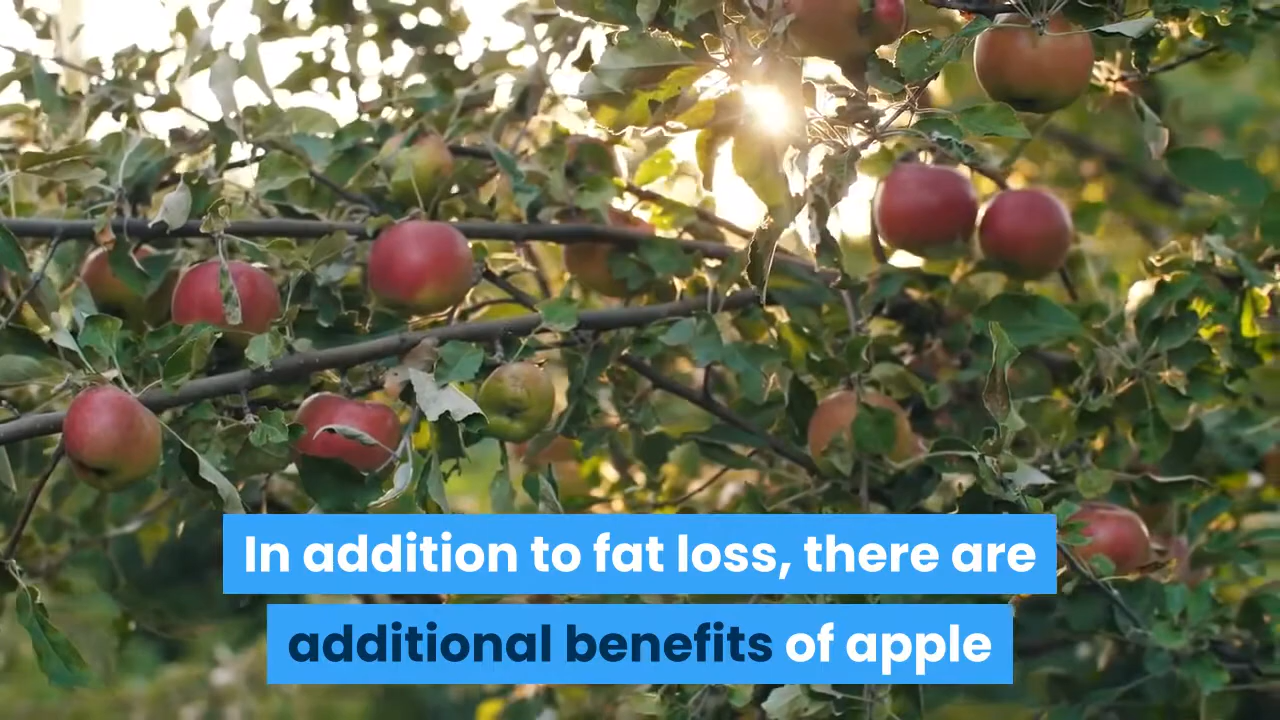 In addition to fat loss, there are
additional benefits of apple